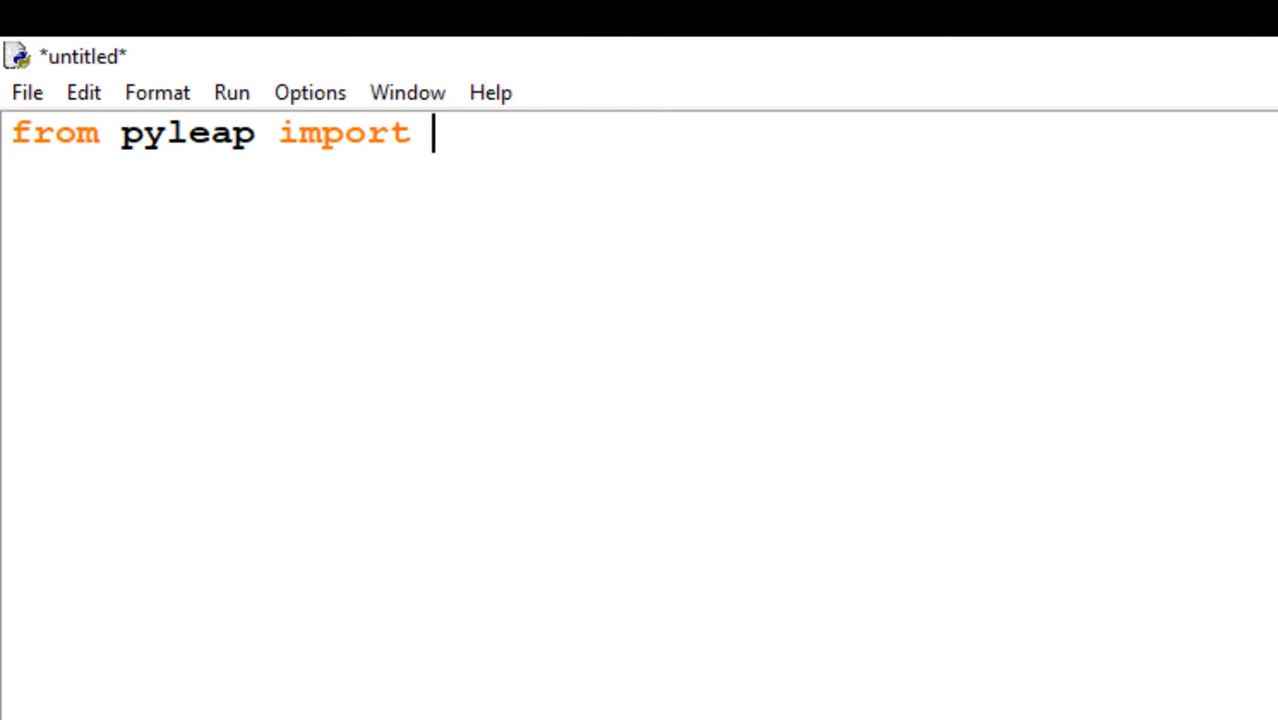 *untitled*
File Edit Format Run Options Window Help
from pyleap import